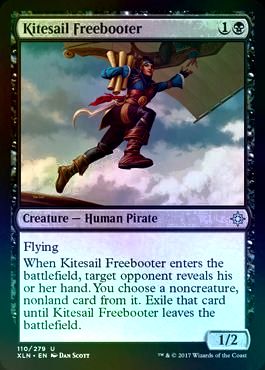 Kitesail Freebooter 1
Creature — Human Pirate
Flying
When Kitesail Freebooter enters the
battlefield, target opponent reveals his
or her hand. You choose a noncreature,
nonland card from it. Exile that card
until Kitesail Freebooter leaves the
battlefield.
1/2
110/279 U
XLN • EN Dan Scott
™ & © 2017 Wizards of the Coast